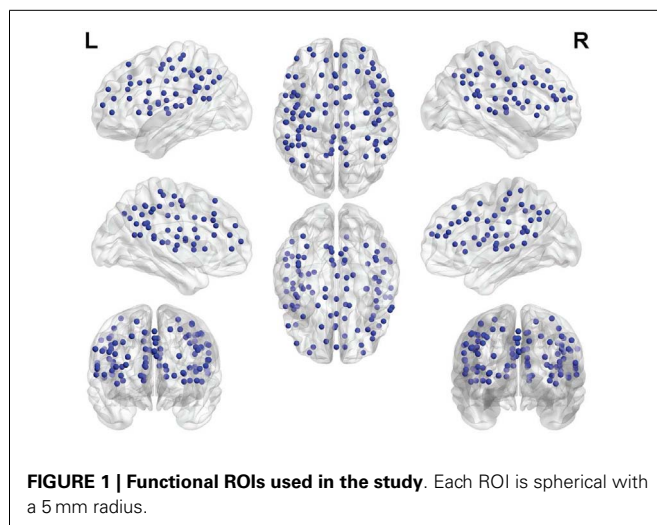 L R
FIGURE 1 | Functional ROIs used in the study. Each ROI is spherical with
a 5 mm radius.